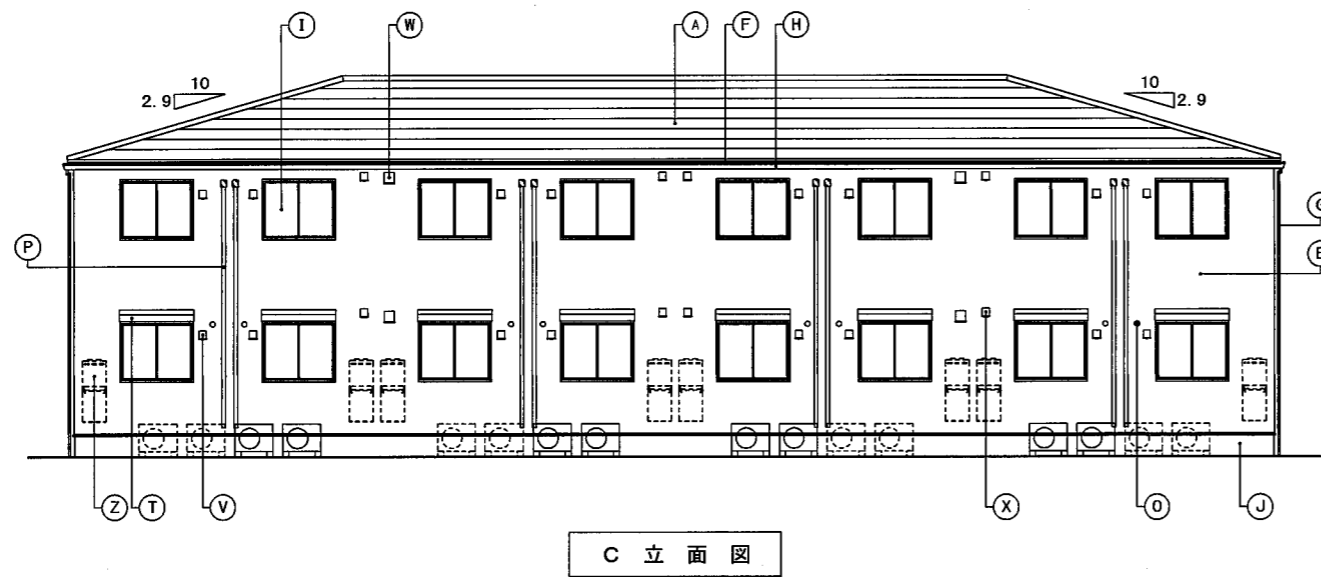 I W A F H
10 10
2.9 2.9
G
P B
Z T V X O J
C 立 面 図